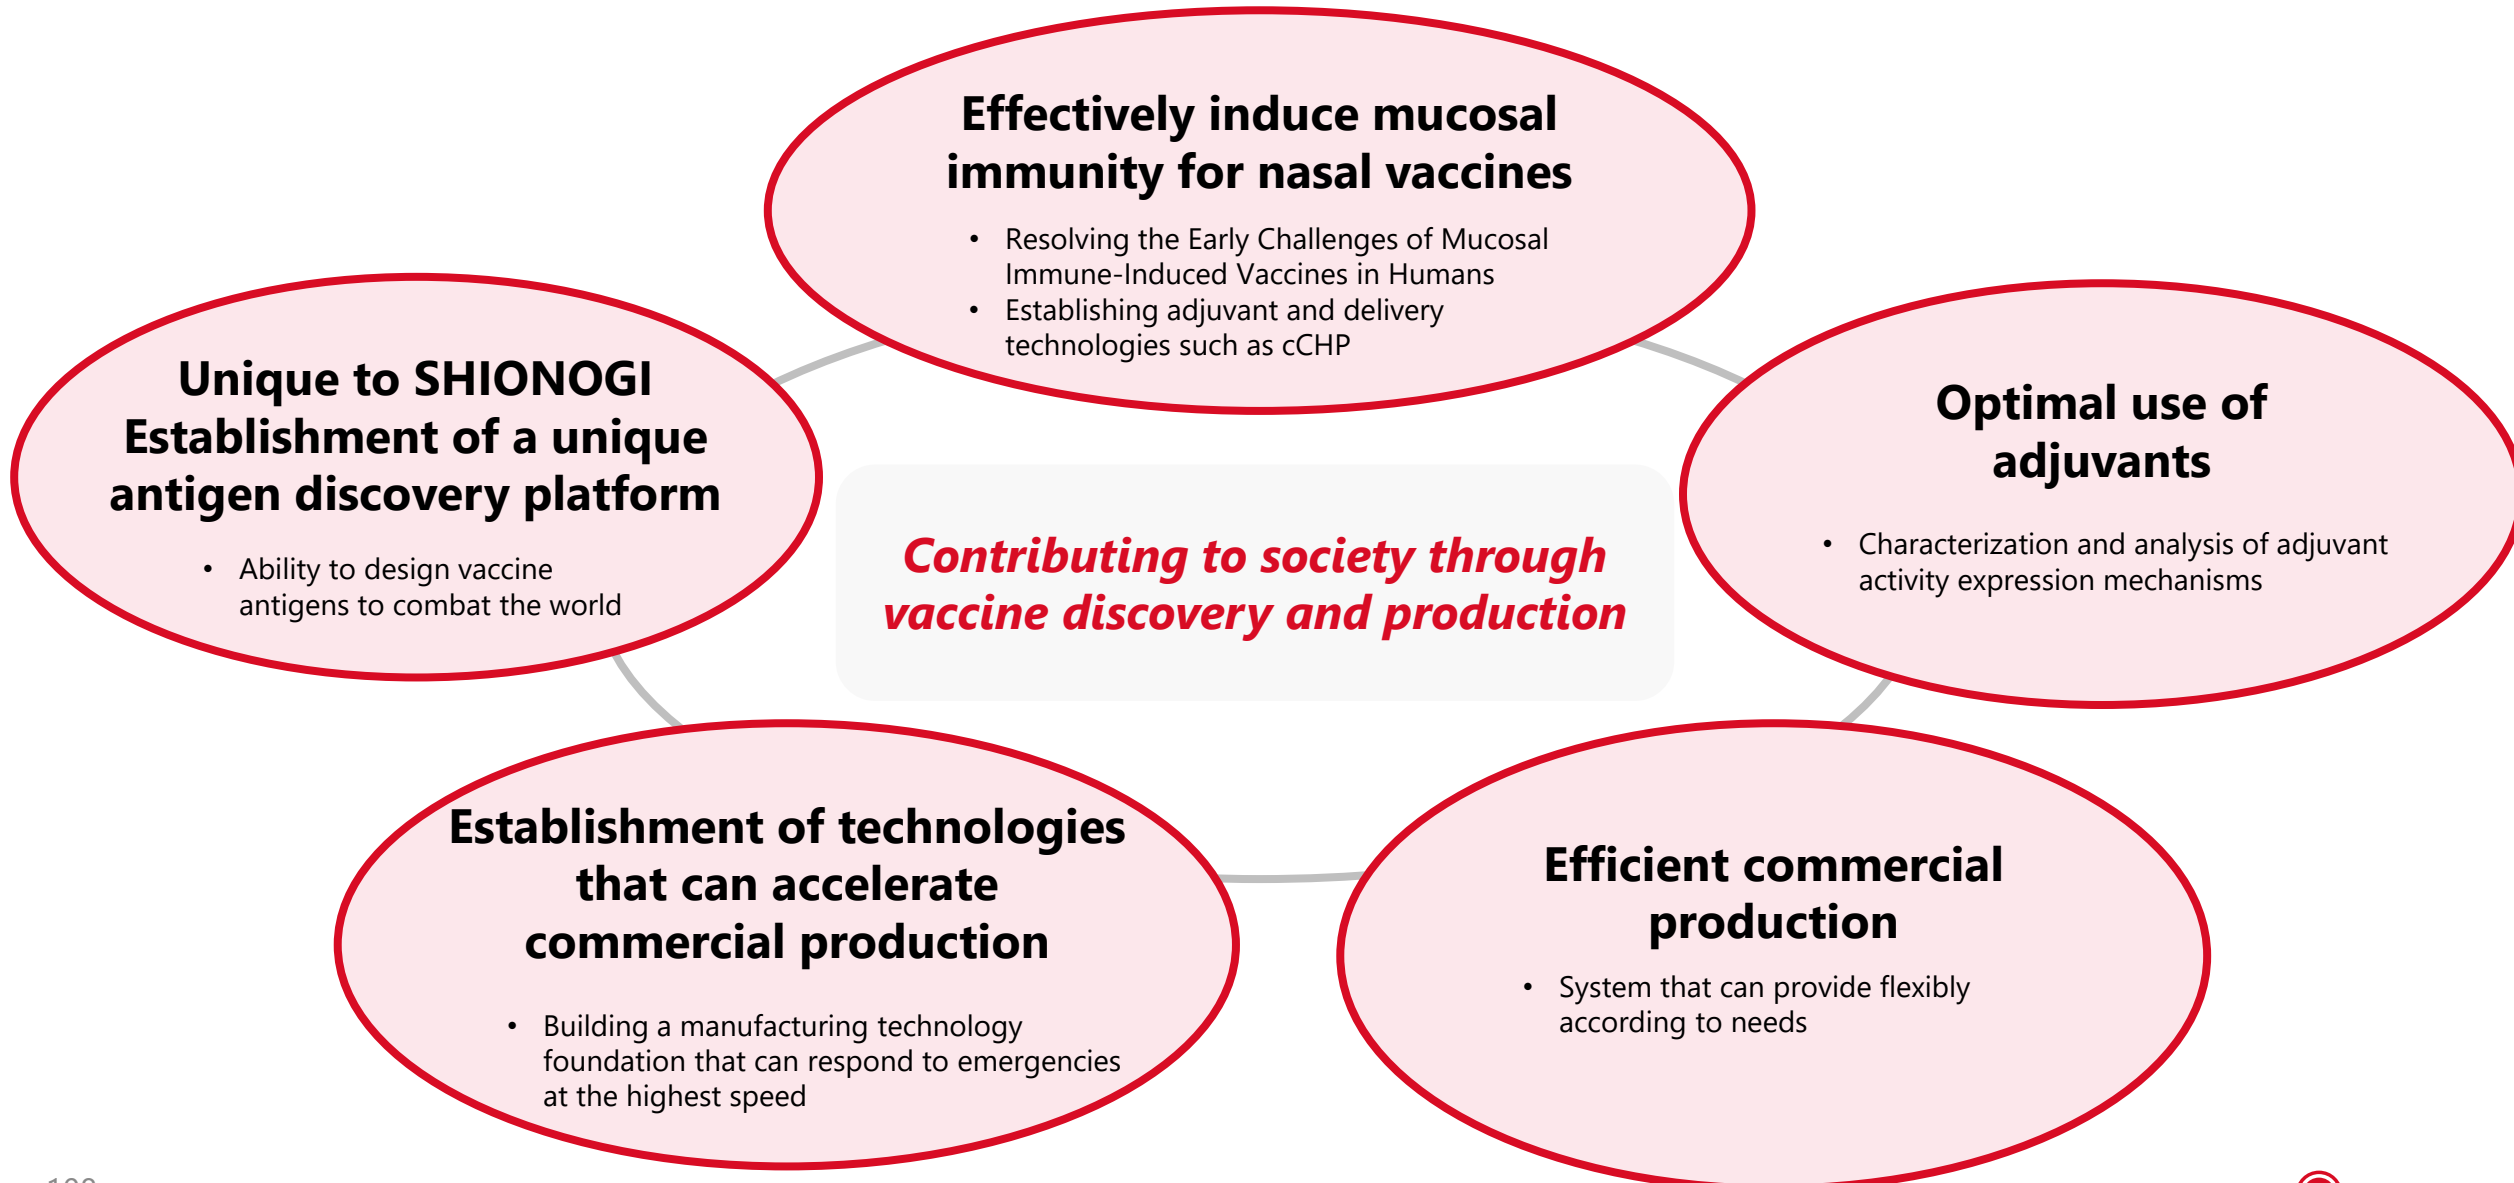 Effectively induce mucosal
immunity for nasal vaccines
• Resolving the Early Challenges of Mucosal
Immune-Induced Vaccines in Humans
• Establishing adjuvant and delivery
technologies such as cCHP
Unique to SHIONOGI
Establishment of a unique
antigen discovery platform
• Ability to design vaccine
antigens to combat the world
Optimal use of
adjuvants
• Characterization and analysis of adjuvant
activity expression mechanisms
Contributing to society through
vaccine discovery and production
Establishment of technologies
that can accelerate
commercial production
• Building a manufacturing technology
foundation that can respond to emergencies
at the highest speed
Efficient commercial
production
• System that can provide flexibly
according to needs